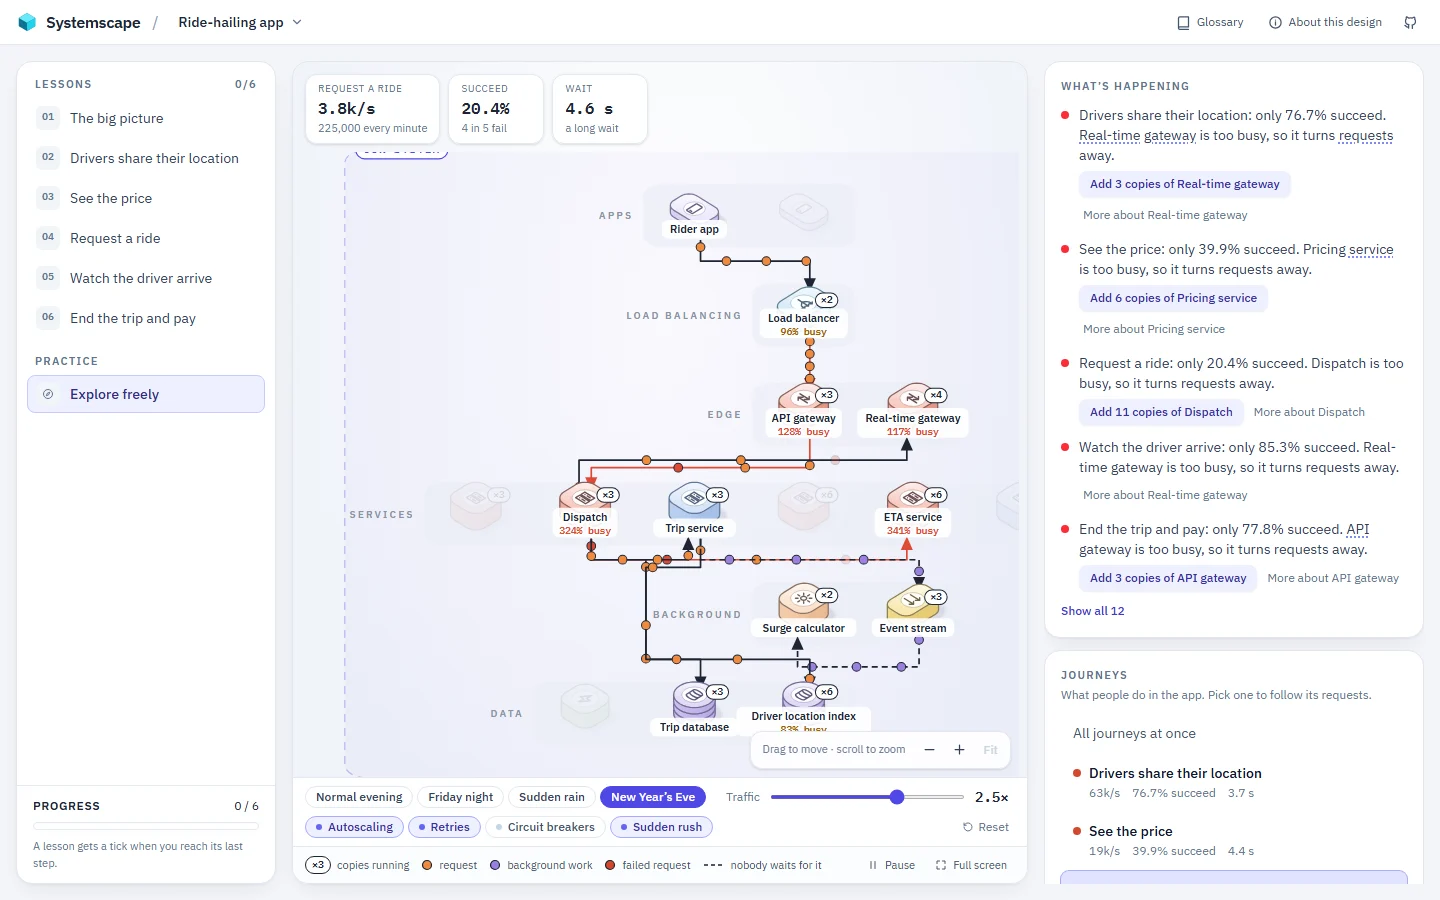 Systemscape / Ride-hailing app
Glossary
About this design
LESSONS 0/6
01 The big picture
02 Drivers share their location
03 See the price
04 Request a ride
05 Watch the driver arrive
06 End the trip and pay
PRACTICE
Explore freely
PROGRESS 0 / 6
A lesson gets a tick when you reach its last
step.
REQUEST A RIDE
3.8k/s
225,000 every minute
SUCCEED
20.4%
4 in 5 fail
WAIT
4.6 s
a long wait
APPS
Rider app
LOAD BALANCING
×2
Load balancer
96% busy
EDGE
×3
API gateway
128% busy
×4
Real-time gateway
117% busy
SERVICES
×3
×3
Dispatch
324% busy
×3
Trip service
×6
×6
ETA service
341% busy
BACKGROUND
×2
Surge calculator
×3
Event stream
DATA
×3
Trip database
×6
Driver location index
83% busy
Drag to move · scroll to zoom − + Fit
Normal evening
Friday night
Sudden rain
New Year's Eve
Traffic 2.5×
Autoscaling
Retries
Circuit breakers
Sudden rush
Reset
×3 copies running
request
background work
failed request
nobody waits for it
Pause
Full screen
WHAT'S HAPPENING
Drivers share their location: only 76.7% succeed.
Real-time gateway is too busy, so it turns requests
away.
Add 3 copies of Real-time gateway
More about Real-time gateway
See the price: only 39.9% succeed. Pricing service
is too busy, so it turns requests away.
Add 6 copies of Pricing service
More about Pricing service
Request a ride: only 20.4% succeed. Dispatch is too
busy, so it turns requests away.
Add 11 copies of Dispatch More about Dispatch
Watch the driver arrive: only 85.3% succeed. Real-
time gateway is too busy, so it turns requests away.
More about Real-time gateway
End the trip and pay: only 77.8% succeed. API
gateway is too busy, so it turns requests away.
Add 3 copies of API gateway More about API gateway
Show all 12
JOURNEYS
What people do in the app. Pick one to follow its requests.
All journeys at once
Drivers share their location
63k/s 76.7% succeed 3.7 s
See the price
19k/s 39.9% succeed 4.4 s